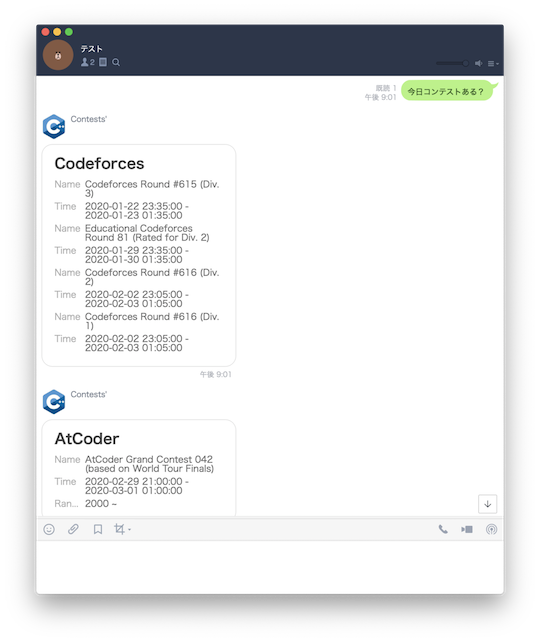 テスト
2
既読 1
午後 9:01
今日コンテストある？
Contests'
Codeforces
Name Codeforces Round #615 (Div.
3)
Time 2020-01-22 23:35:00 -
2020-01-23 01:35:00
Name Educational Codeforces
Round 81 (Rated for Div. 2)
Time 2020-01-29 23:35:00 -
2020-01-30 01:35:00
Name Codeforces Round #616 (Div.
2)
Time 2020-02-02 23:05:00 -
2020-02-03 01:05:00
Name Codeforces Round #616 (Div.
1)
Time 2020-02-02 23:05:00 -
2020-02-03 01:05:00
午後 9:01
Contests'
AtCoder
Name AtCoder Grand Contest 042
(based on World Tour Finals)
Time 2020-02-29 21:00:00 -
2020-03-01 01:00:00
Ran... 2000 ~